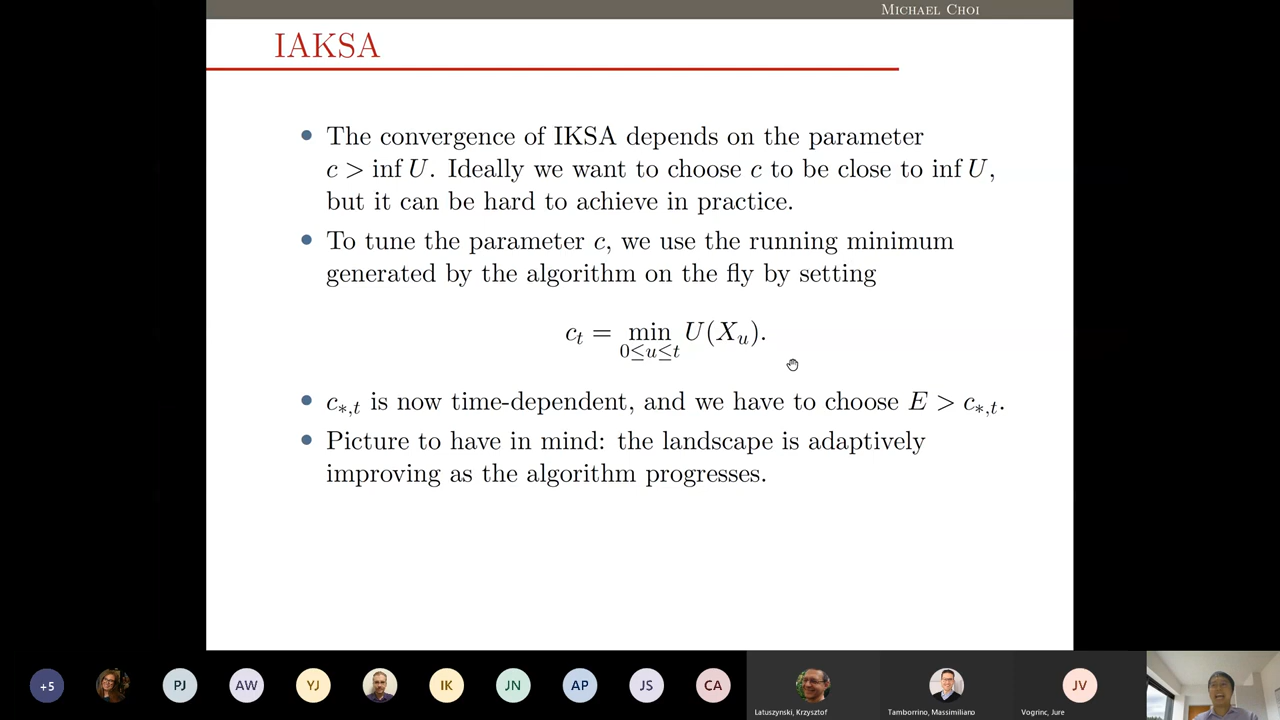 MICHAEL CHOI
IAKSA
The convergence of IKSA depends on the parameter
c > inf U. Ideally we want to choose c to be close to inf U,
but it can be hard to achieve in practice.
To tune the parameter c, we use the running minimum
generated by the algorithm on the fly by setting
c_t = min_{0≤u≤t} U(X_u).
c_{*,t} is now time-dependent, and we have to choose E > c_{*,t}.
Picture to have in mind: the landscape is adaptively
improving as the algorithm progresses.
+5 PJ AW YJ IK JN AP JS CA JV
Latuszynski, Krzysztof Tamborrino, Massimiliano Vogrinc, Jure